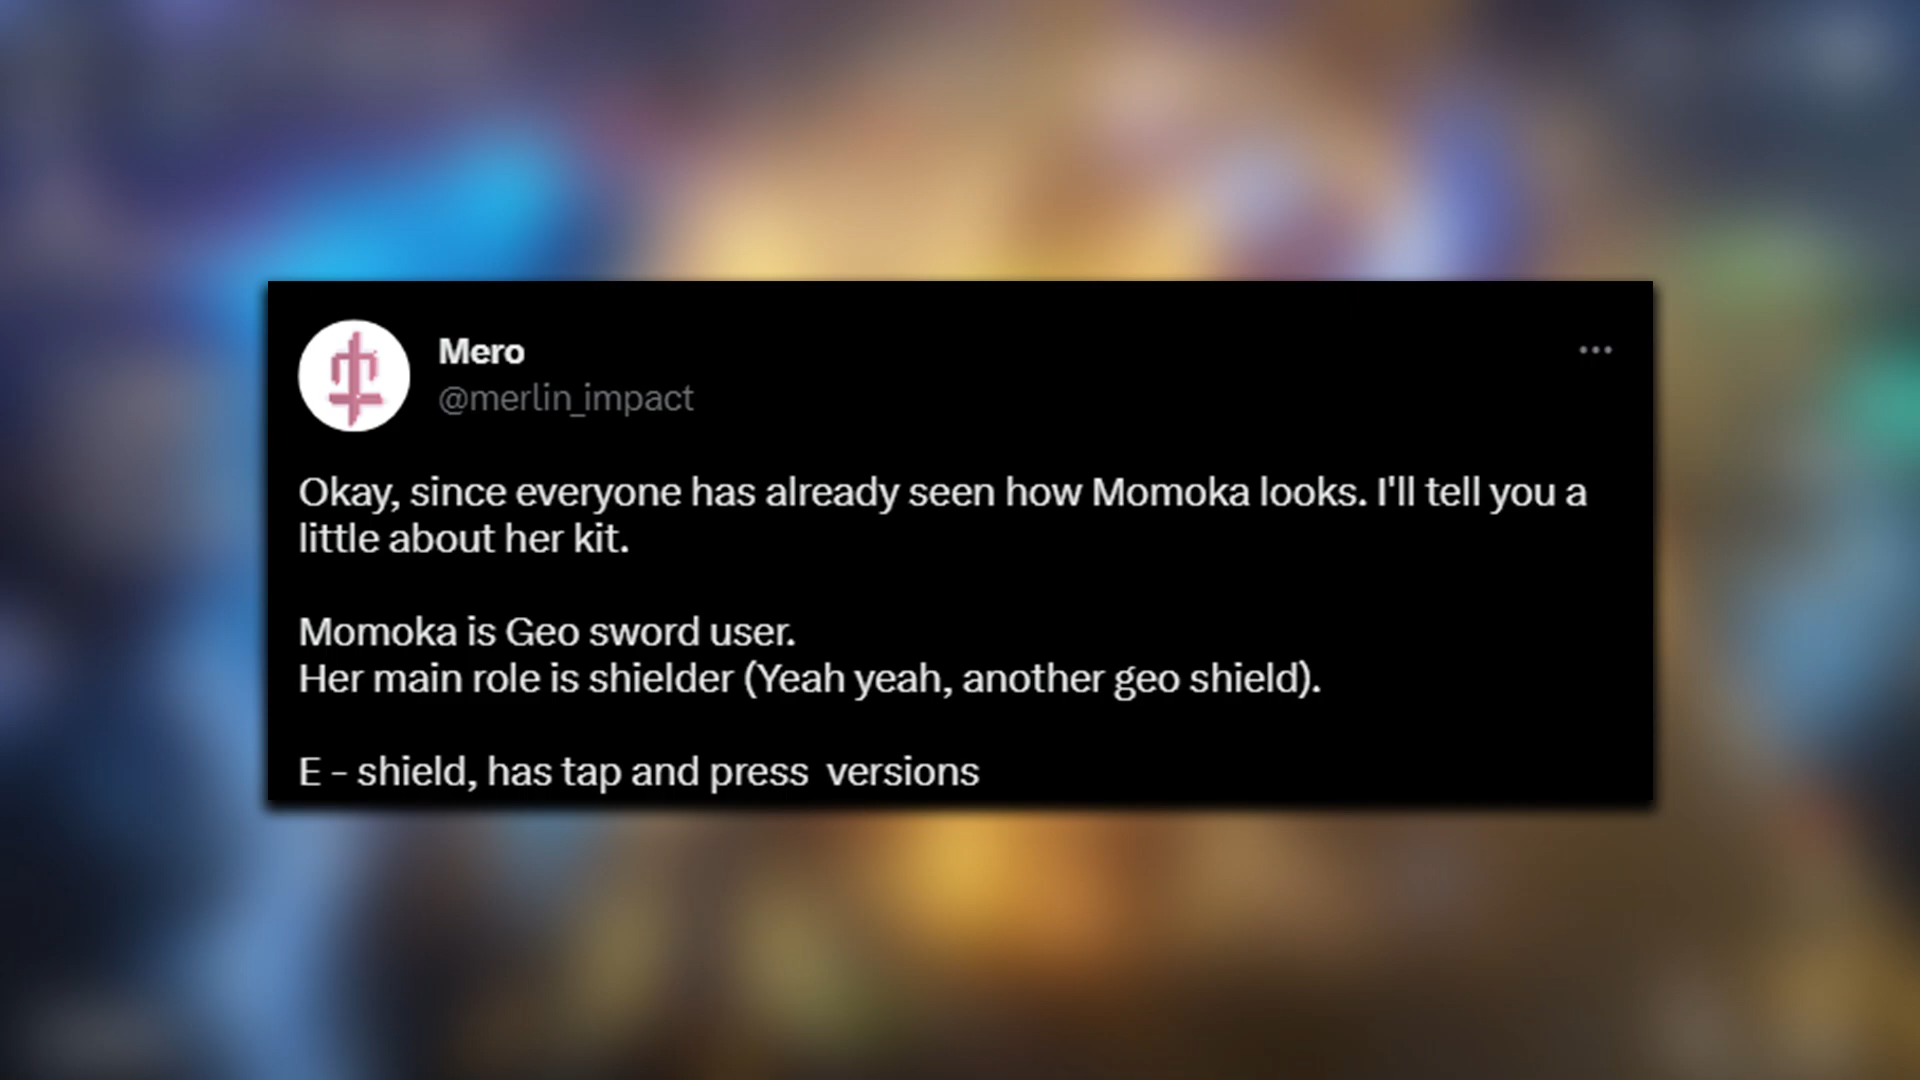 Mero
@merlin_impact
Okay, since everyone has already seen how Momoka looks. I'll tell you a
little about her kit.
Momoka is Geo sword user.
Her main role is shielder (Yeah yeah, another geo shield).
E - shield, has tap and press  versions